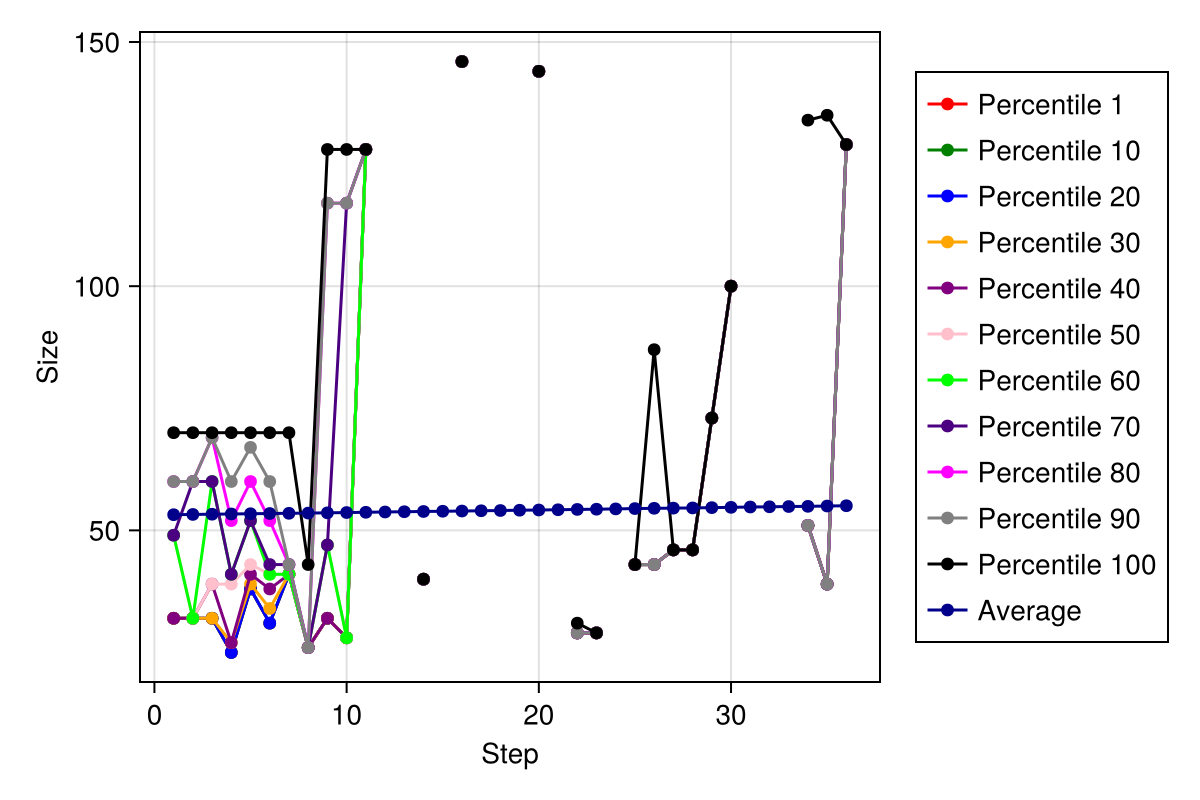 150
100
50
0
10
20
30
Size
Step
Percentile 1
Percentile 10
Percentile 20
Percentile 30
Percentile 40
Percentile 50
Percentile 60
Percentile 70
Percentile 80
Percentile 90
Percentile 100
Average